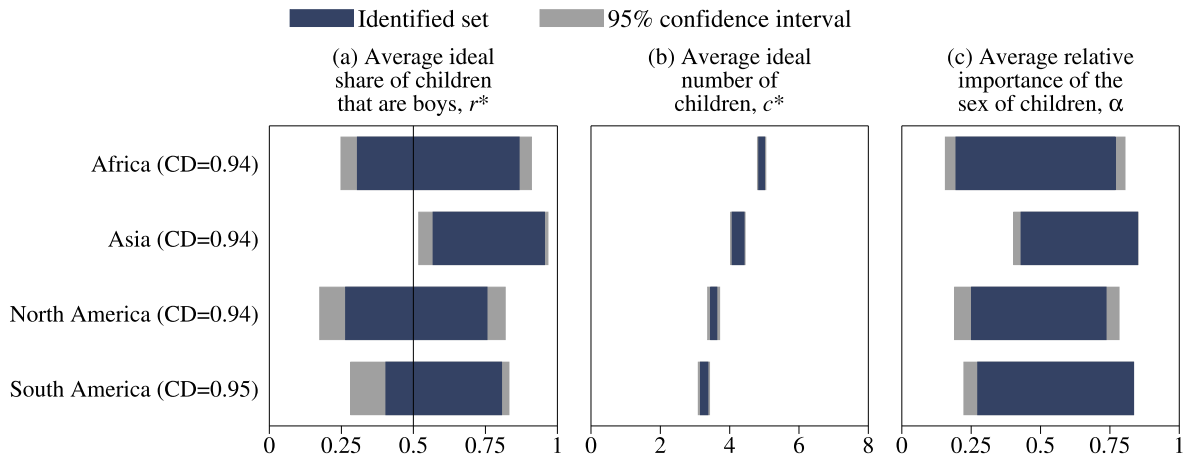 Identified set
95% confidence interval
(a) Average ideal
share of children
that are boys, r*
(b) Average ideal
number of
children, c*
(c) Average relative
importance of the
sex of children, α
Africa (CD=0.94)
Asia (CD=0.94)
North America (CD=0.94)
South America (CD=0.95)
0 0.25 0.5 0.75 1
0 2 4 6 8
0 0.25 0.5 0.75 1